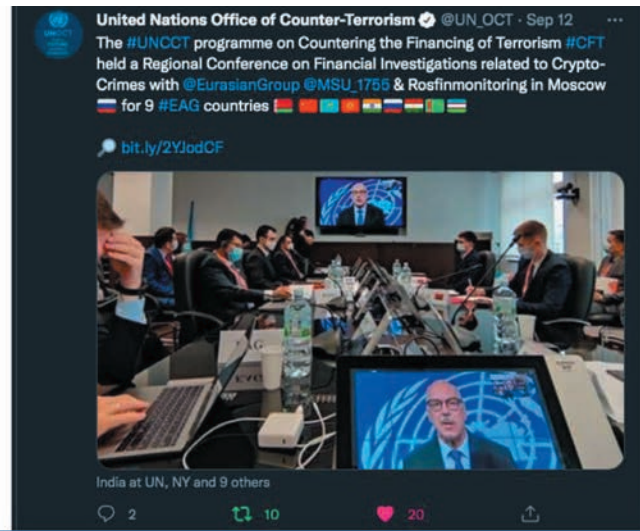 United Nations Office of Counter-Terrorism @UN_OCT · Sep 12 ...
The #UNCCT programme on Countering the Financing of Terrorism #CFT
held a Regional Conference on Financial Investigations related to Crypto-
Crimes with @EurasianGroup @MSU_1755 & Rosfinmonitoring in Moscow
🇷🇺 for 9 #EAG countries 🇧🇾 🇨🇳 🇰🇿 🇰🇬 🇮🇳 🇷🇺 🇹🇯 🇹🇲 🇺🇿
🔎 bit.ly/2YJodCF
EAG
India at UN, NY and 9 others
2 10 20